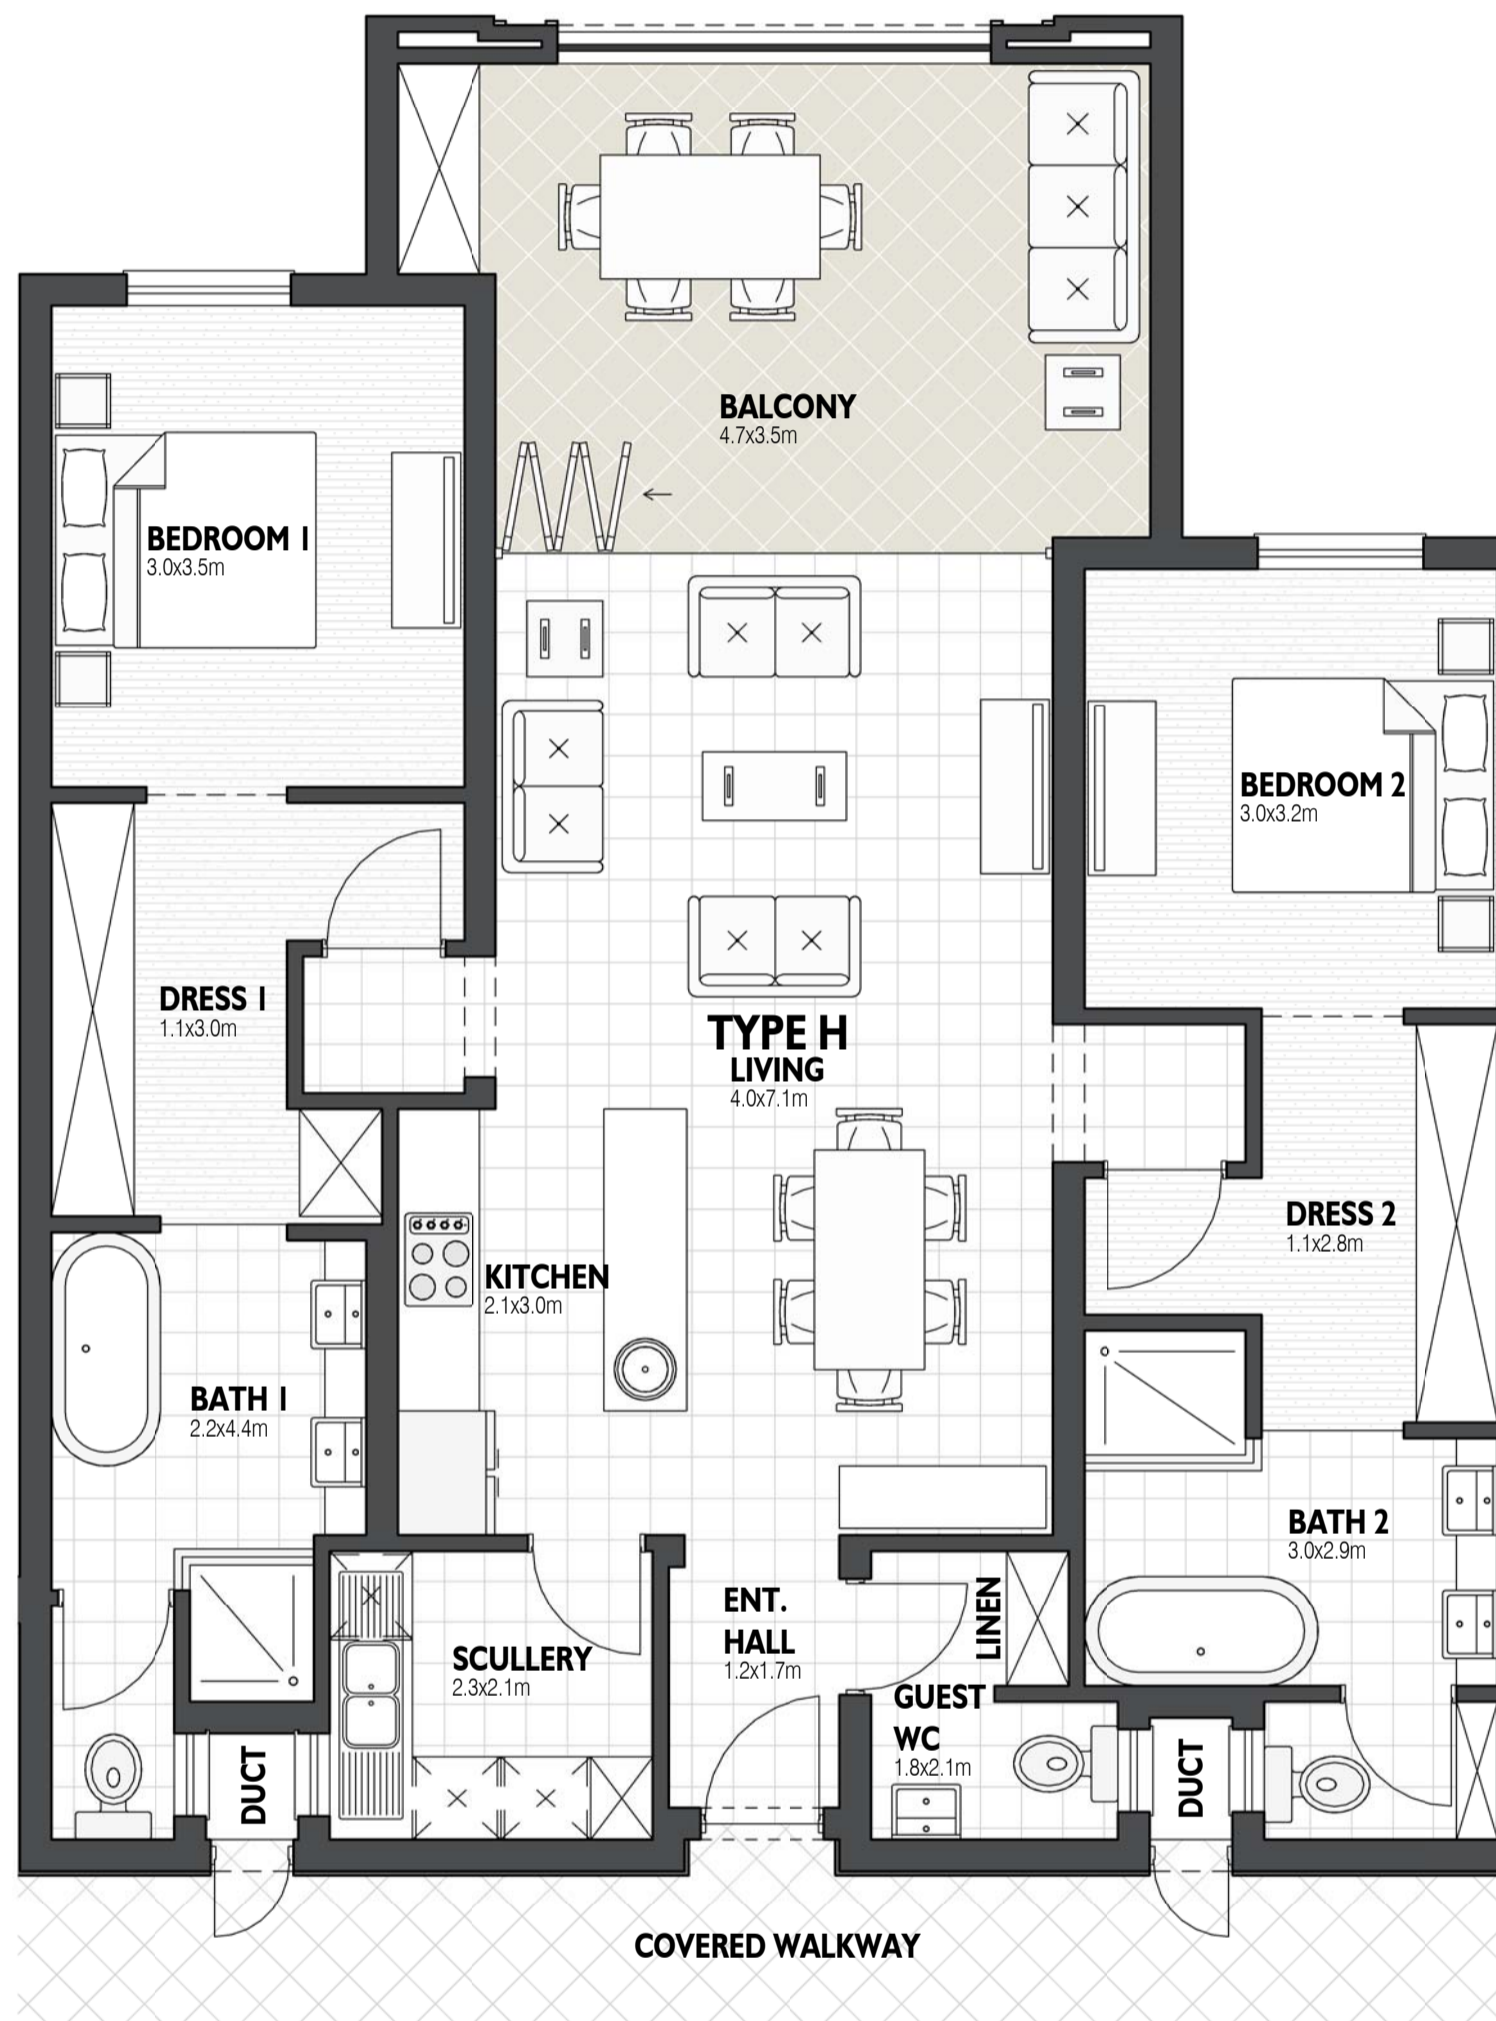 BALCONY
4.7x3.5m
BEDROOM 1
3.0x3.5m
BEDROOM 2
3.0x3.2m
DRESS 1
1.1x3.0m
TYPE H
LIVING
4.0x7.1m
DRESS 2
1.1x2.8m
KITCHEN
2.1x3.0m
BATH 1
2.2x4.4m
BATH 2
3.0x2.9m
ENT.
HALL
1.2x1.7m
LINEN
SCULLERY
2.3x2.1m
GUEST
WC
1.8x2.1m
DUCT
DUCT
COVERED WALKWAY